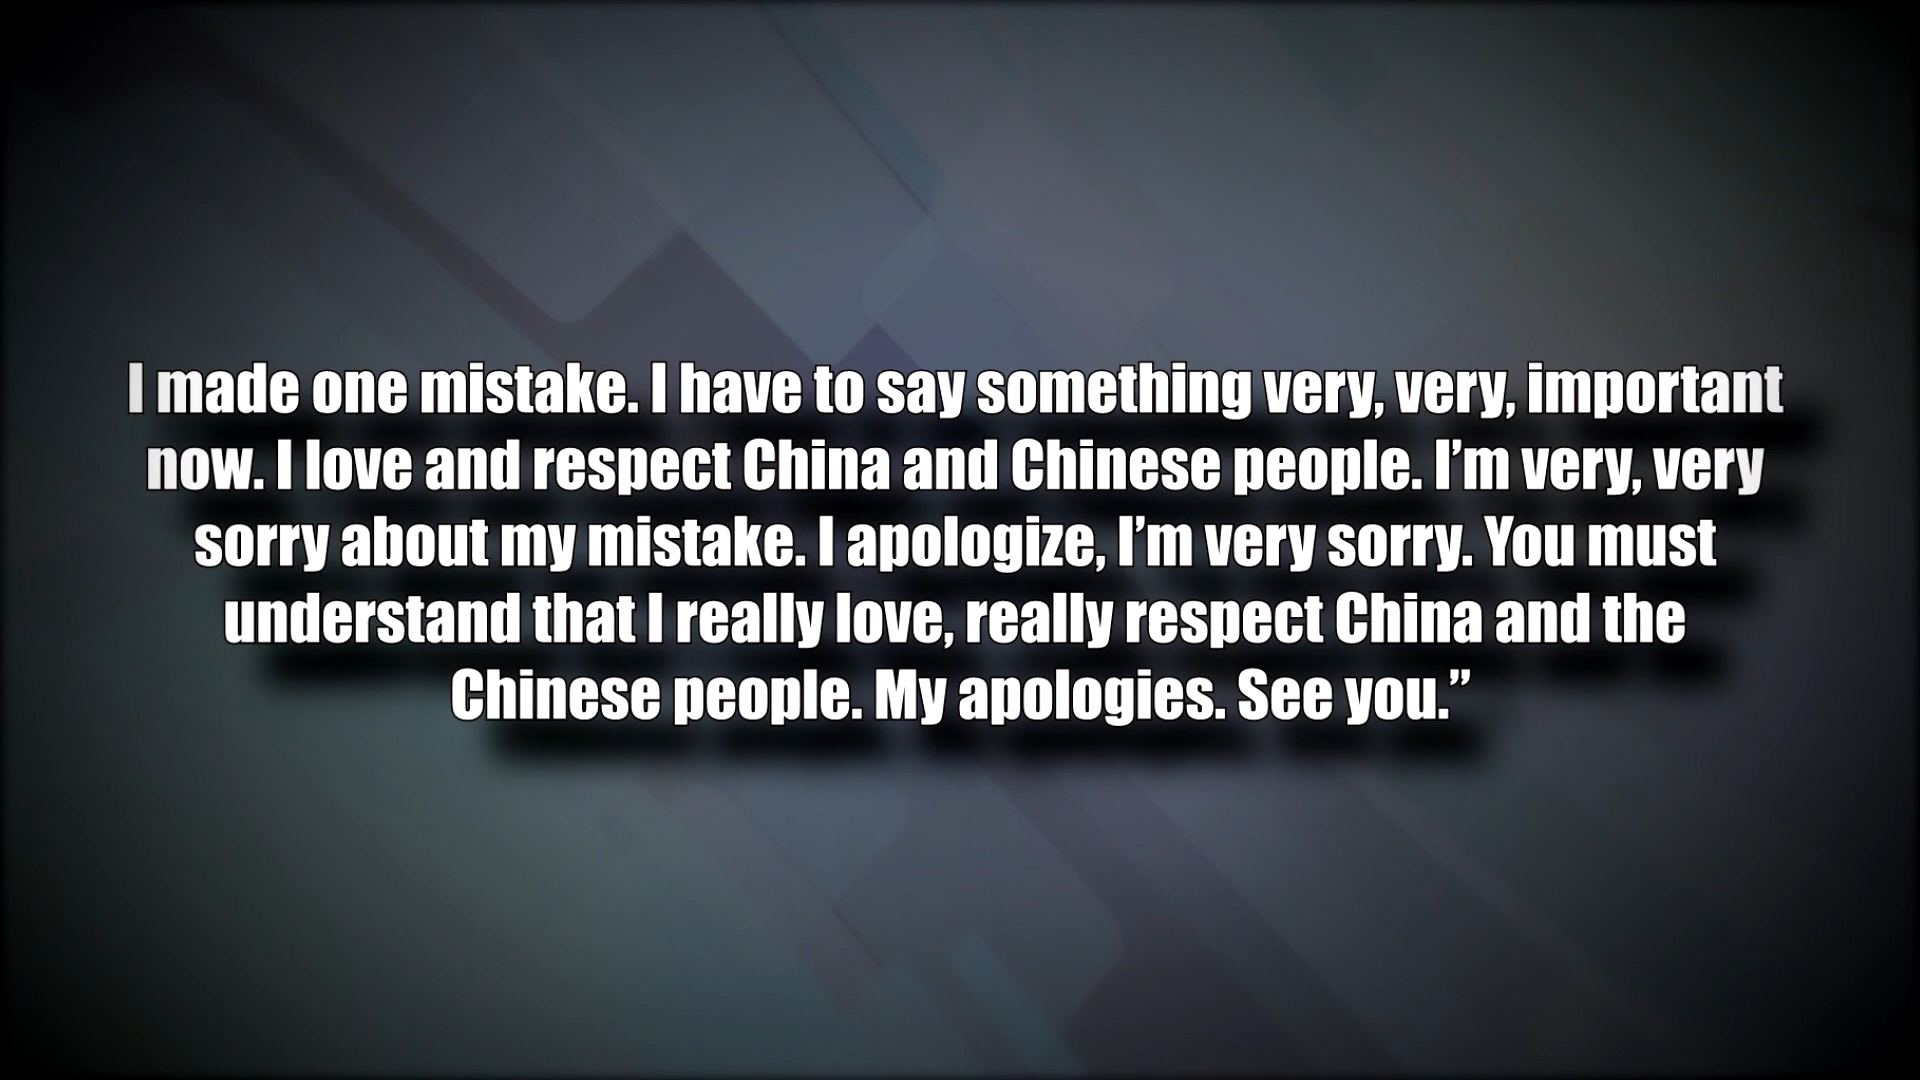 I made one mistake. I have to say something very, very, important
now. I love and respect China and Chinese people. I’m very, very
sorry about my mistake. I apologize, I’m very sorry. You must
understand that I really love, really respect China and the
Chinese people. My apologies. See you.”